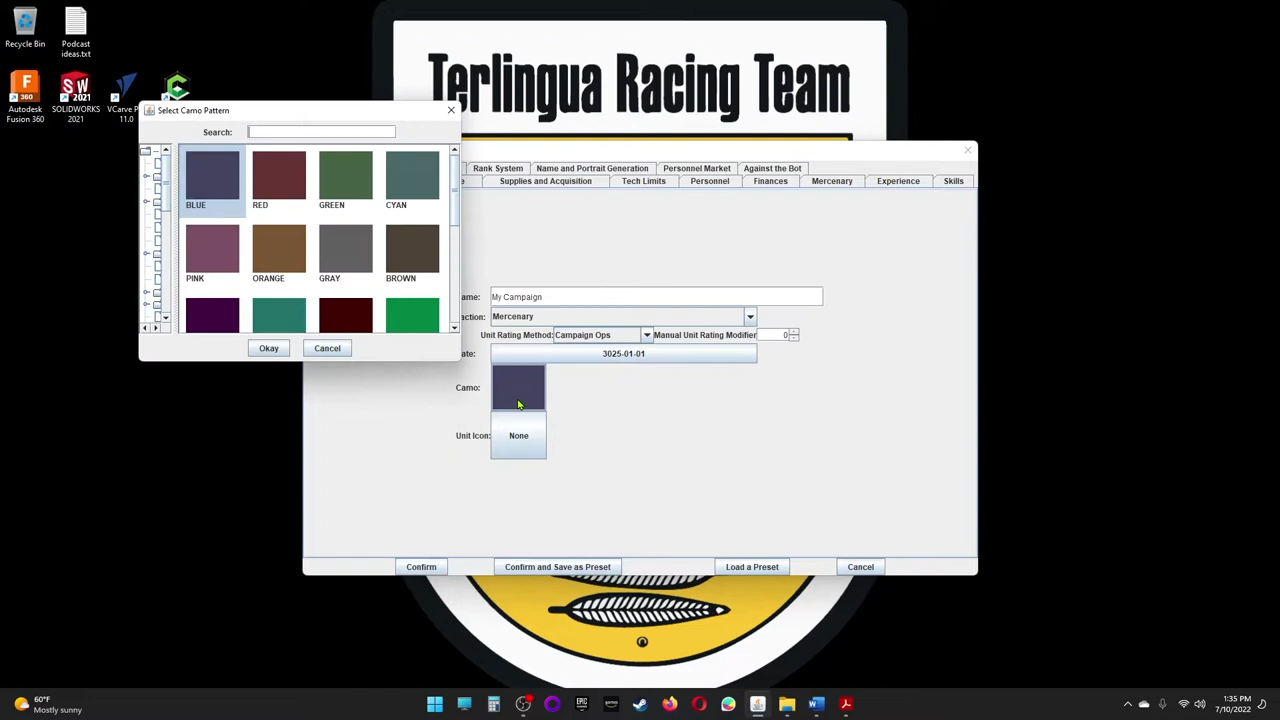 Terlingua Racing Team
Recycle Bin
Podcast ideas.txt
Autodesk Fusion 360
SOLIDWORKS 2021
VCarve P 11.0
Select Camo Pattern
Search:
BLUE
RED
GREEN
CYAN
PINK
ORANGE
GRAY
BROWN
Okay
Cancel
Rank System
Name and Portrait Generation
Personnel Market
Against the Bot
Supplies and Acquisition
Tech Limits
Personnel
Finances
Mercenary
Experience
Skills
ame:
My Campaign
action:
Mercenary
Unit Rating Method:
Campaign Ops
Manual Unit Rating Modifier
0
ate:
3025-01-01
Camo:
Unit Icon:
None
Confirm
Confirm and Save as Preset
Load a Preset
Cancel
60°F
Mostly sunny
1:35 PM
7/10/2022